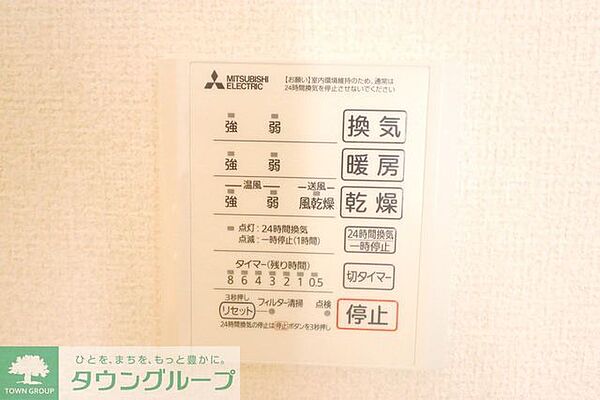 MITSUBISHI
ELECTRIC
【お願い】室内環境維持のため、通常は
24時間換気を停止させないでください
強 弱 換気
強 弱 暖房
温風 送風
強 弱 風乾燥 乾燥
点灯:24時間換気
点滅:一時停止(1時間)
24時間換気
一時停止
タイマー(残り時間)
8 6 4 3 2 1 0.5
切タイマー
3秒押し
リセット フィルター清掃 点検
停止
24時間換気の停止は停止ボタンを3秒押し
TOWN GROUP
ひとを、まちを、もっと豊かに。
タウングループ